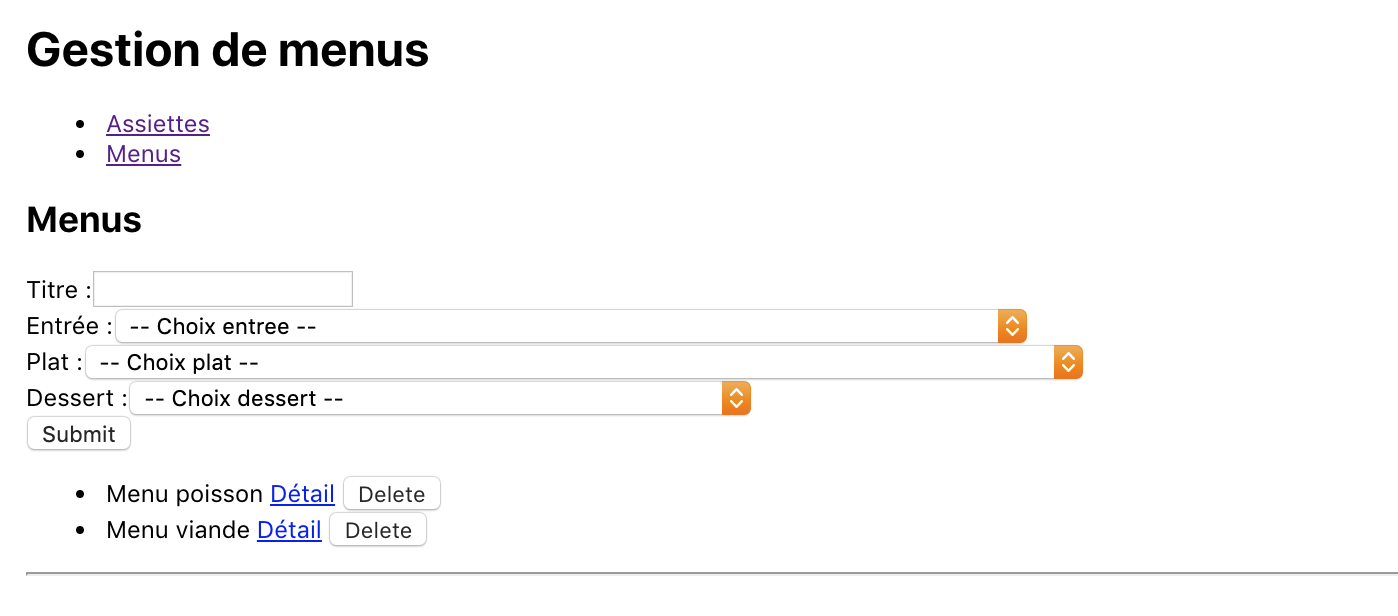 Gestion de menus
Assiettes
Menus
Menus
Titre :
Entrée : -- Choix entree --
Plat : -- Choix plat --
Dessert : -- Choix dessert --
Submit
Menu poisson Détail Delete
Menu viande Détail Delete